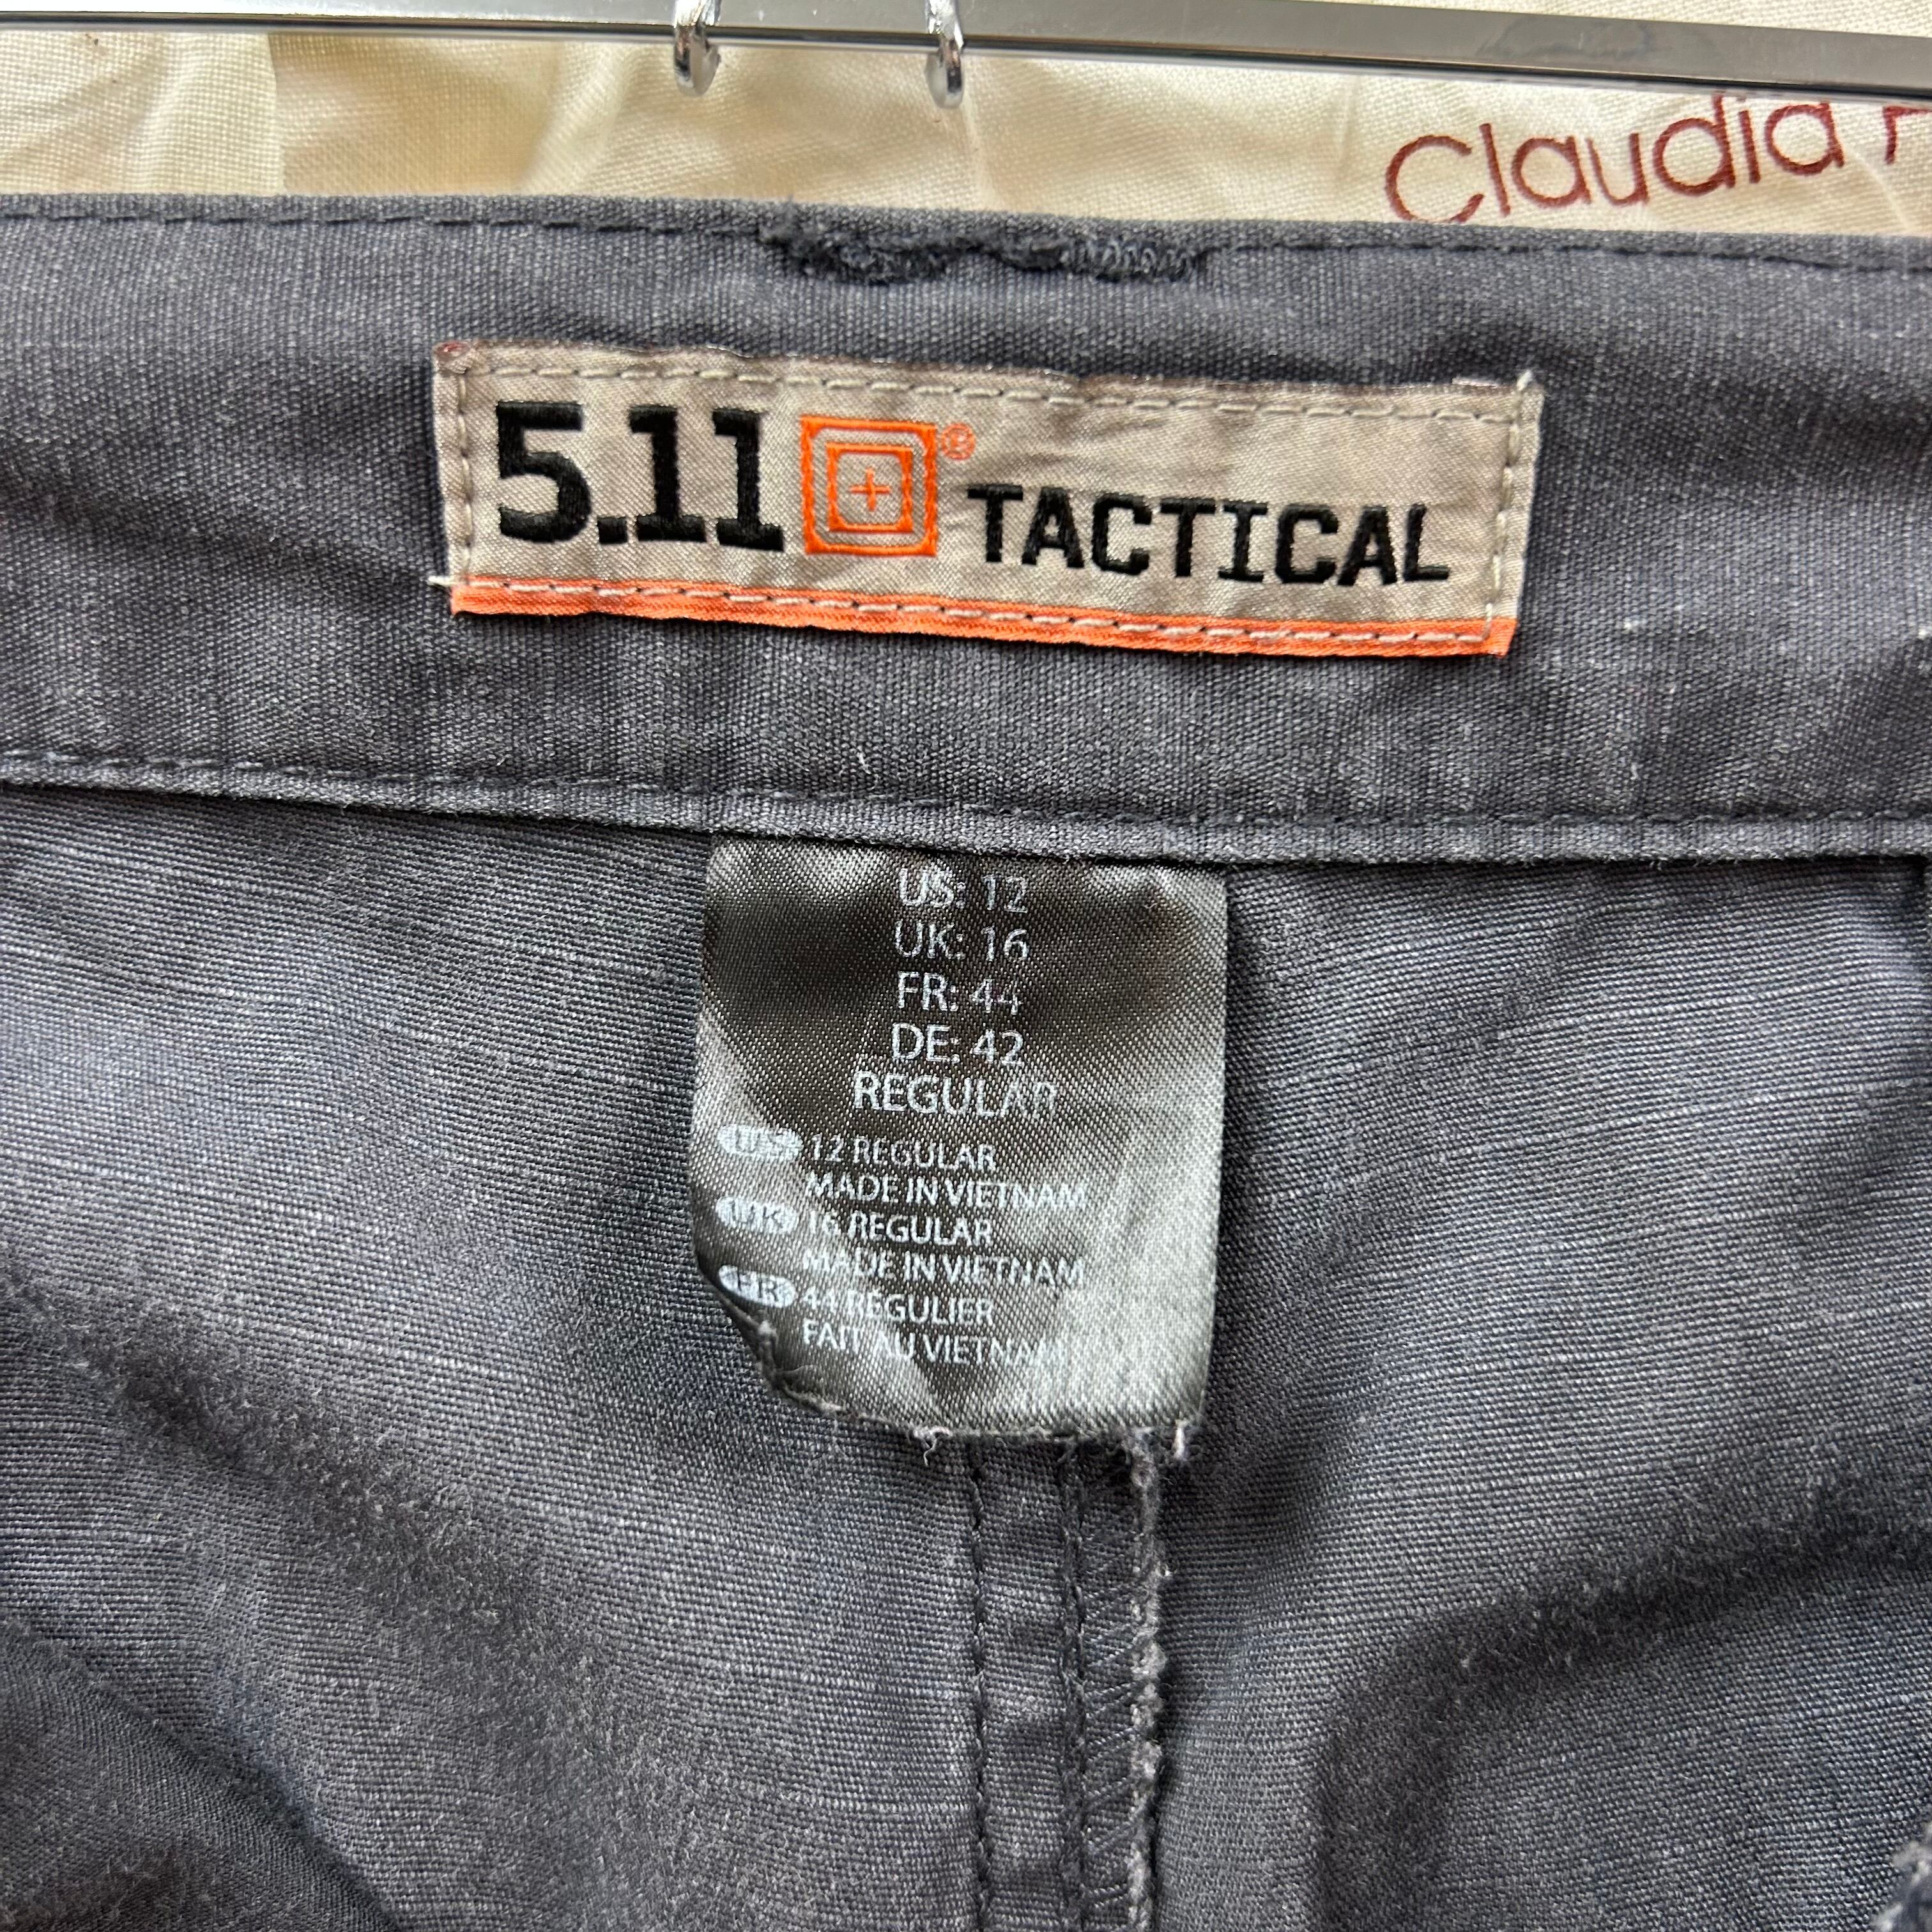 Claudia
5.11 ® TACTICAL
US: 12
UK: 16
FR: 44
DE: 42
REGULAR
US 12 REGULAR
MADE IN VIETNAM
UK 16 REGULAR
MADE IN VIETNAM
FR 44 REGULIER
FAIT AU VIETNAM